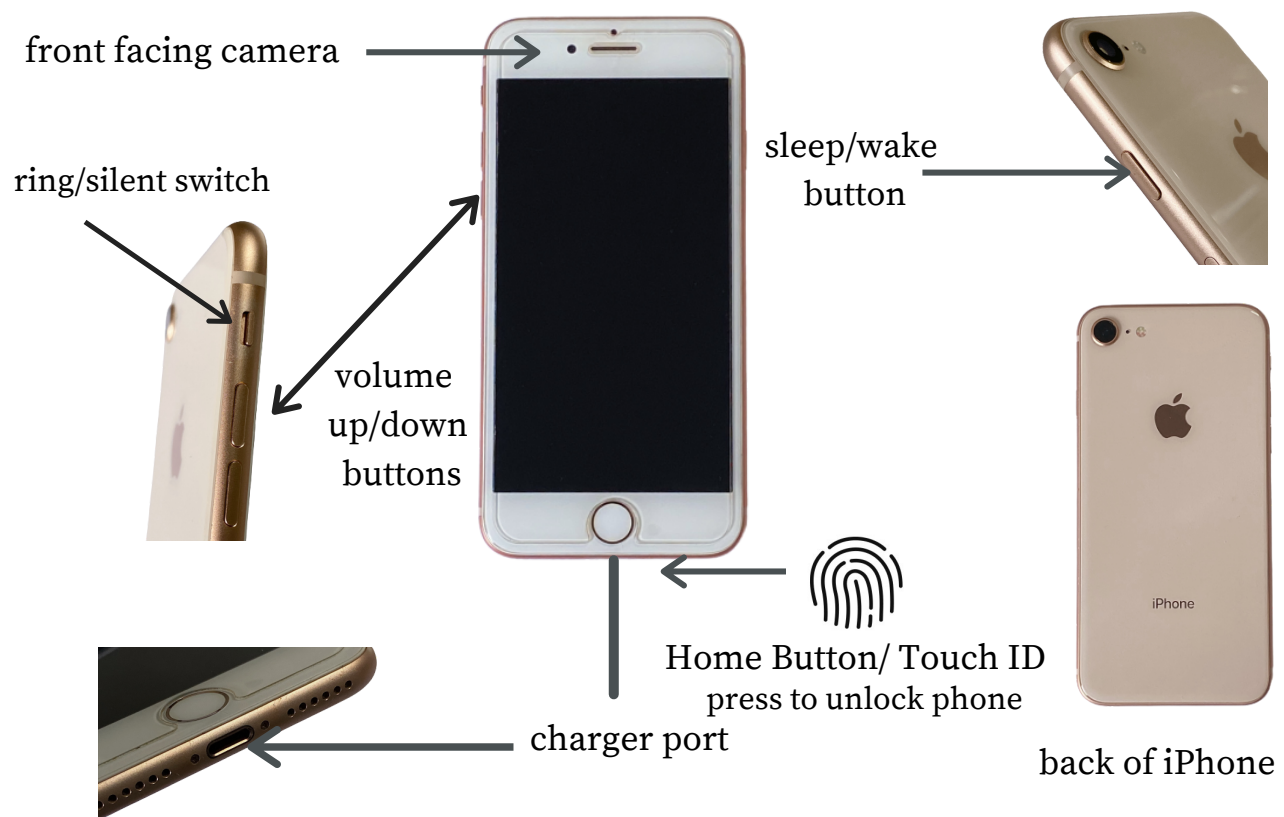 front facing camera
sleep/wake
button
ring/silent switch
volume
up/down
buttons
iPhone
Home Button/ Touch ID
press to unlock phone
charger port
back of iPhone